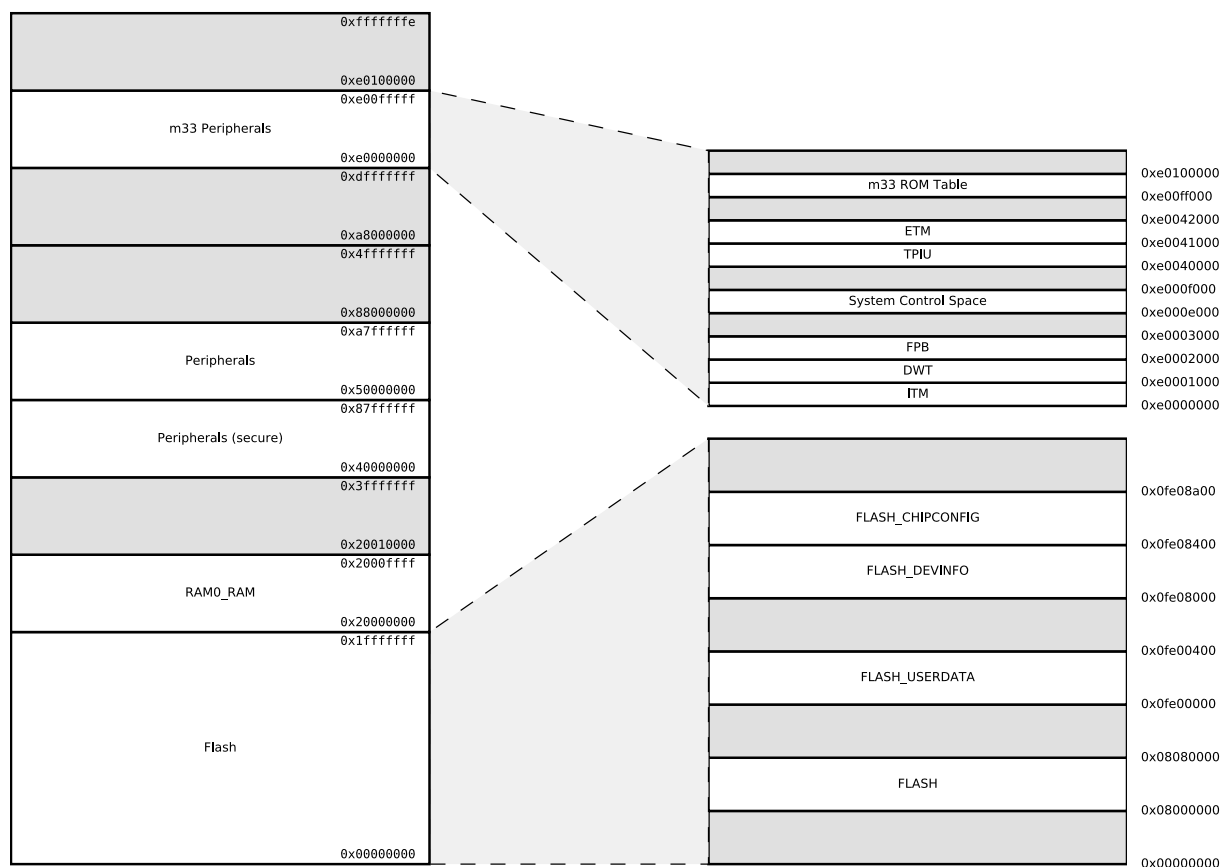 0xfffffffe
0xe0100000
0xe00fffff
m33 Peripherals
0xe0000000
0xdfffffff
0xa8000000
0x4fffffff
0x88000000
0xa7ffffff
Peripherals
0x50000000
0x87ffffff
Peripherals (secure)
0x40000000
0x3fffffff
0x20010000
0x2000ffff
RAM0_RAM
0x20000000
0x1fffffff
Flash
0x00000000
0xe0100000
m33 ROM Table
0xe00ff000
0xe0042000
ETM
0xe0041000
TPIU
0xe0040000
0xe000f000
System Control Space
0xe000e000
0xe0003000
FPB
0xe0002000
DWT
0xe0001000
ITM
0xe0000000
0x0fe08a00
FLASH_CHIPCONFIG
0x0fe08400
FLASH_DEVINFO
0x0fe08000
0x0fe00400
FLASH_USERDATA
0x0fe00000
0x08080000
FLASH
0x08000000
0x00000000